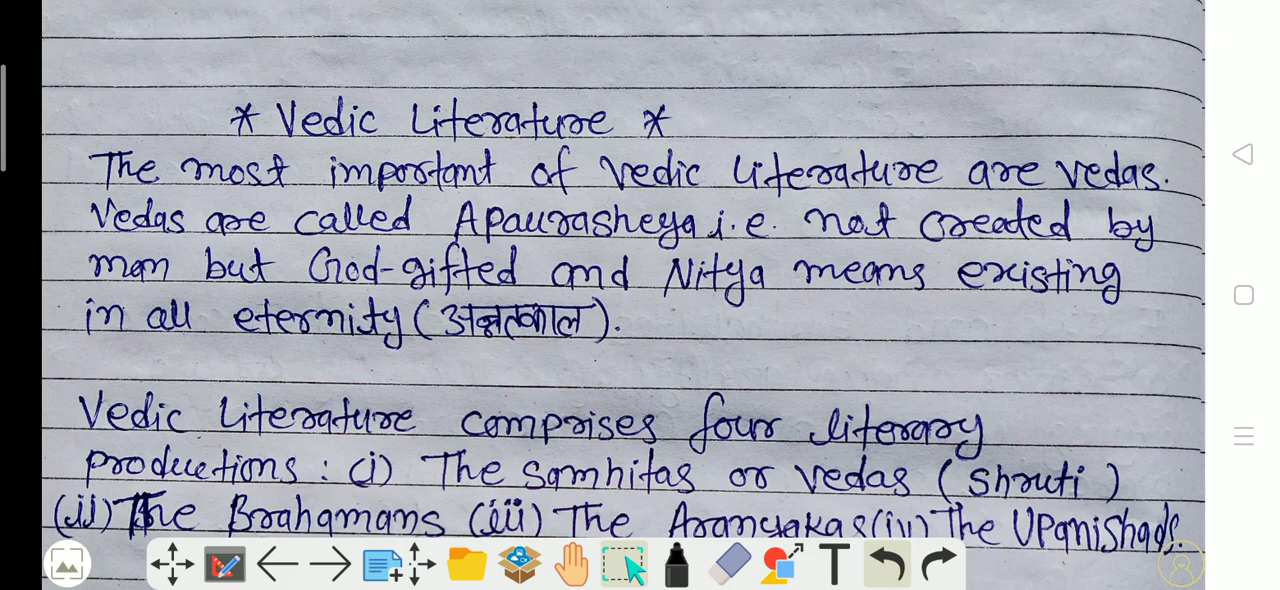 * Vedic Literature *
The most important of vedic literature are vedas.
Vedas are called Apaurasheya i.e. not created by
man but God-gifted and Nitya means existing
in all eternity (अन्नतकाल).
Vedic literature comprises four literary
productions : (i) The Samhitas or vedas (Shruti)
(ii) The Brahamans (iii) The Aranyakas (iv) The Upanishads.
T